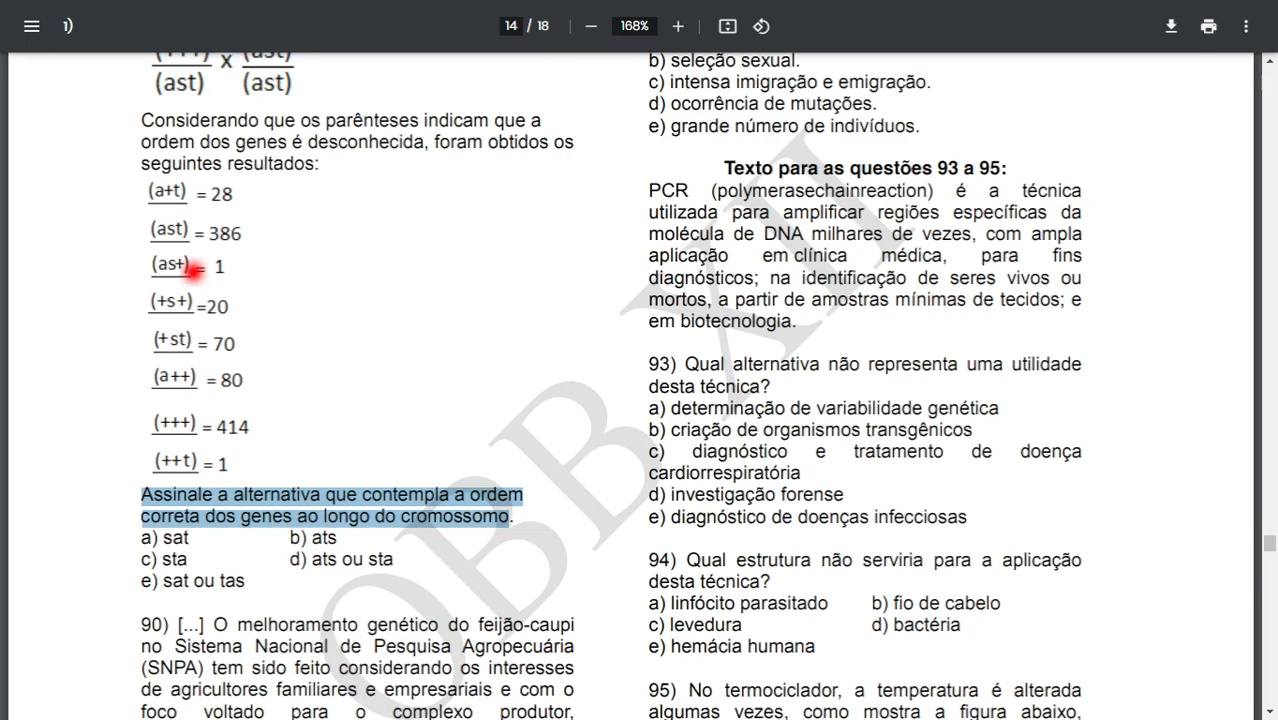 1)
14 / 18
168%
(+++) x (ast)
(ast) (ast)
Considerando que os parênteses indicam que a
ordem dos genes é desconhecida, foram obtidos os
seguintes resultados:
(a+t) = 28
(ast) = 386
(as+) = 1
(+s+) =20
(+st) = 70
(a++) = 80
(+++) = 414
(++t) = 1
Assinale a alternativa que contempla a ordem
correta dos genes ao longo do cromossomo.
a) sat b) ats
c) sta d) ats ou sta
e) sat ou tas
90) [...] O melhoramento genético do feijão-caupi
no Sistema Nacional de Pesquisa Agropecuária
(SNPA) tem sido feito considerando os interesses
de agricultores familiares e empresariais e com o
foco voltado para o complexo produtor,
b) seleção sexual.
c) intensa imigração e emigração.
d) ocorrência de mutações.
e) grande número de indivíduos.
Texto para as questões 93 a 95:
PCR (polymerasechainreaction) é a técnica
utilizada para amplificar regiões específicas da
molécula de DNA milhares de vezes, com ampla
aplicação em clínica médica, para fins
diagnósticos; na identificação de seres vivos ou
mortos, a partir de amostras mínimas de tecidos; e
em biotecnologia.
93) Qual alternativa não representa uma utilidade
desta técnica?
a) determinação de variabilidade genética
b) criação de organismos transgênicos
c) diagnóstico e tratamento de doença
cardiorrespiratória
d) investigação forense
e) diagnóstico de doenças infecciosas
94) Qual estrutura não serviria para a aplicação
desta técnica?
a) linfócito parasitado b) fio de cabelo
c) levedura d) bactéria
e) hemácia humana
95) No termociclador, a temperatura é alterada
algumas vezes, como mostra a figura abaixo,
OBB XII